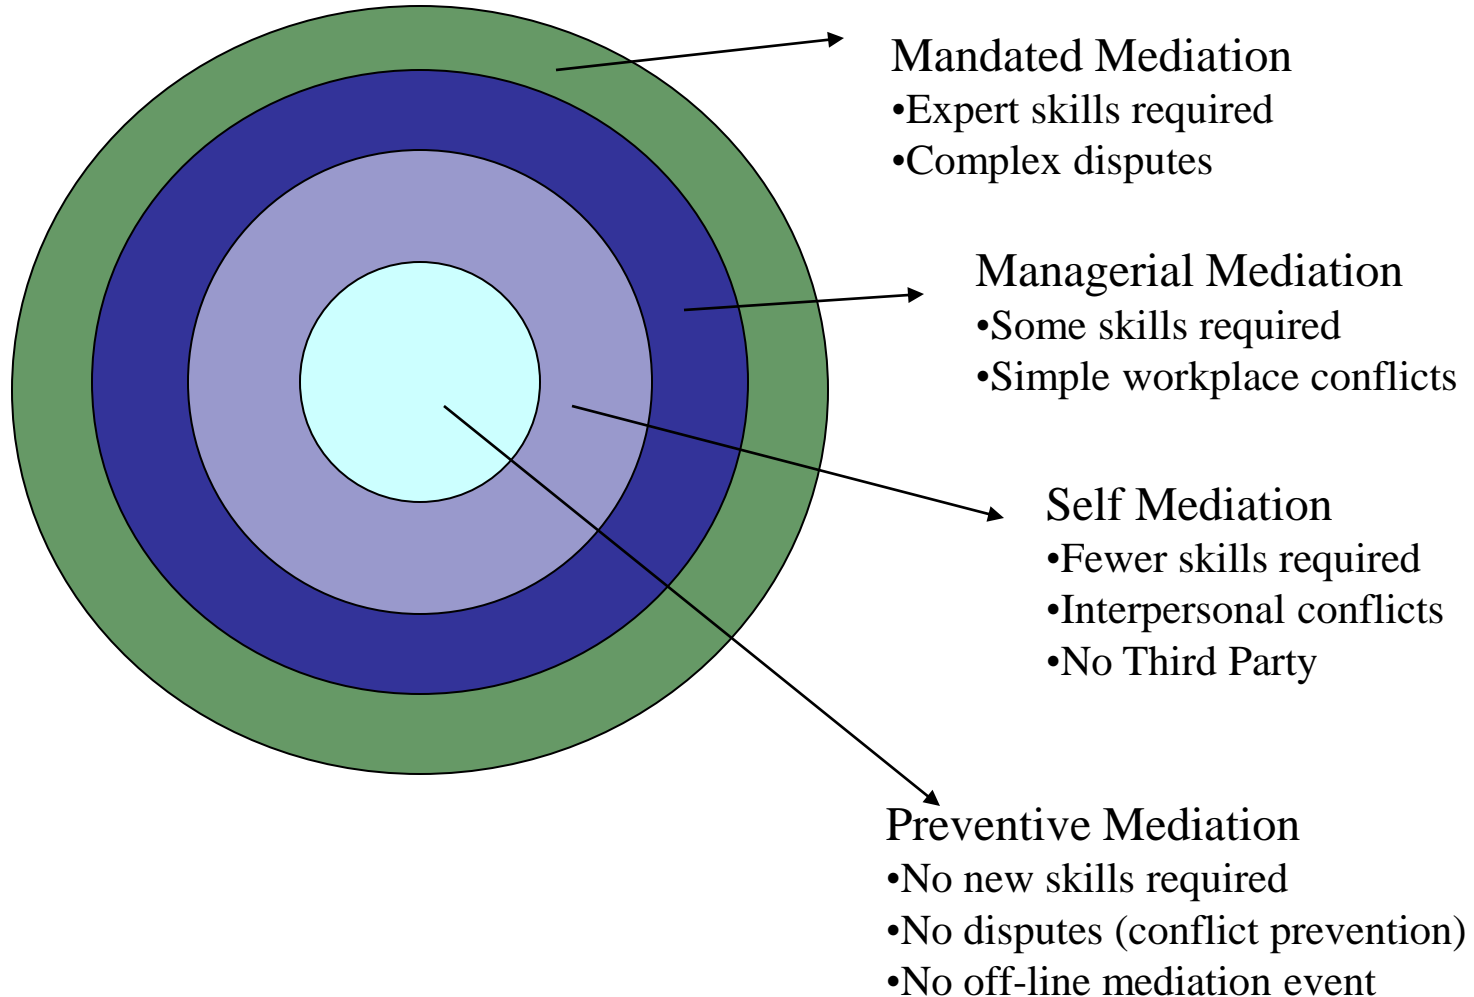 Mandated Mediation
•Expert skills required
•Complex disputes
Managerial Mediation
•Some skills required
•Simple workplace conflicts
Self Mediation
•Fewer skills required
•Interpersonal conflicts
•No Third Party
Preventive Mediation
•No new skills required
•No disputes (conflict prevention)
•No off-line mediation event